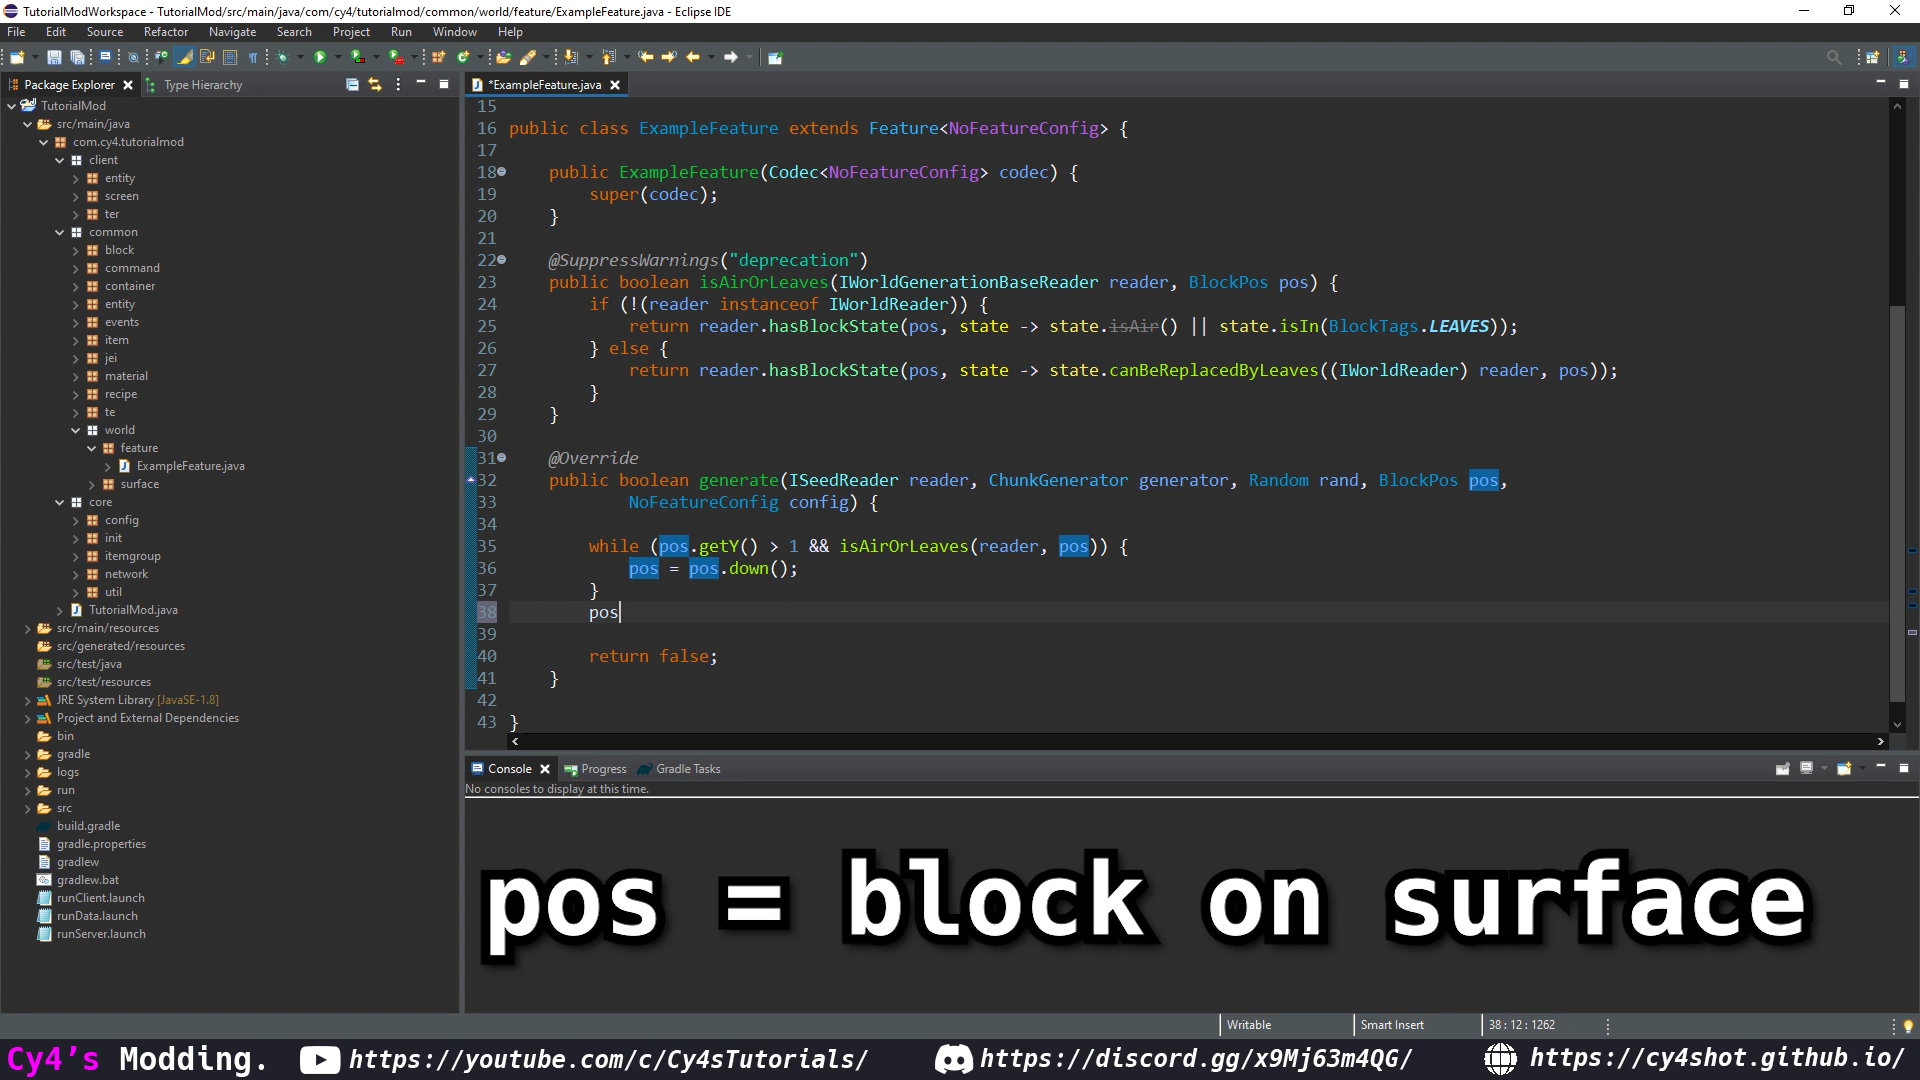 TutorialModWorkspace - TutorialMod/src/main/java/com/cy4/tutorialmod/common/world/feature/ExampleFeature.java - Eclipse IDE
File Edit Source Refactor Navigate Search Project Run Window Help
Package Explorer Type Hierarchy
TutorialMod
src/main/java
com.cy4.tutorialmod
client
entity
screen
ter
common
block
command
container
entity
events
item
jei
material
recipe
te
world
feature
ExampleFeature.java
surface
core
config
init
itemgroup
network
util
TutorialMod.java
src/main/resources
src/generated/resources
src/test/java
src/test/resources
JRE System Library [JavaSE-1.8]
Project and External Dependencies
bin
gradle
logs
run
src
build.gradle
gradle.properties
gradlew
gradlew.bat
runClient.launch
runData.launch
runServer.launch
*ExampleFeature.java
15
16 public class ExampleFeature extends Feature<NoFeatureConfig> {
17
18 public ExampleFeature(Codec<NoFeatureConfig> codec) {
19 super(codec);
20 }
21
22 @SuppressWarnings("deprecation")
23 public boolean isAirOrLeaves(IWorldGenerationBaseReader reader, BlockPos pos) {
24 if (!(reader instanceof IWorldReader)) {
25 return reader.hasBlockState(pos, state -> state.isAir() || state.isIn(BlockTags.LEAVES));
26 } else {
27 return reader.hasBlockState(pos, state -> state.canBeReplacedByLeaves((IWorldReader) reader, pos));
28 }
29 }
30
31 @Override
32 public boolean generate(ISeedReader reader, ChunkGenerator generator, Random rand, BlockPos pos,
33 NoFeatureConfig config) {
34
35 while (pos.getY() > 1 && isAirOrLeaves(reader, pos)) {
36 pos = pos.down();
37 }
38 pos
39
40 return false;
41 }
42
43 }
Console Progress Gradle Tasks
No consoles to display at this time.
pos = block on surface
Writable Smart Insert 38 : 12 : 1262
Cy4's Modding. https://youtube.com/c/Cy4sTutorials/ https://discord.gg/x9Mj63m4QG/ https://cy4shot.github.io/